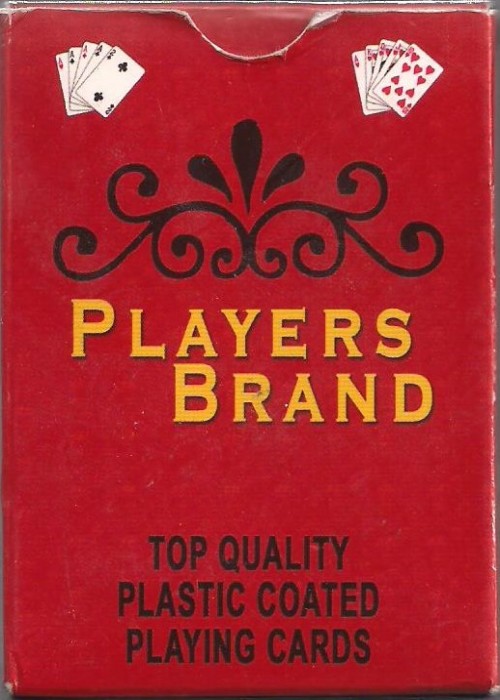 PLAYERS
BRAND
TOP QUALITY
PLASTIC COATED
PLAYING CARDS